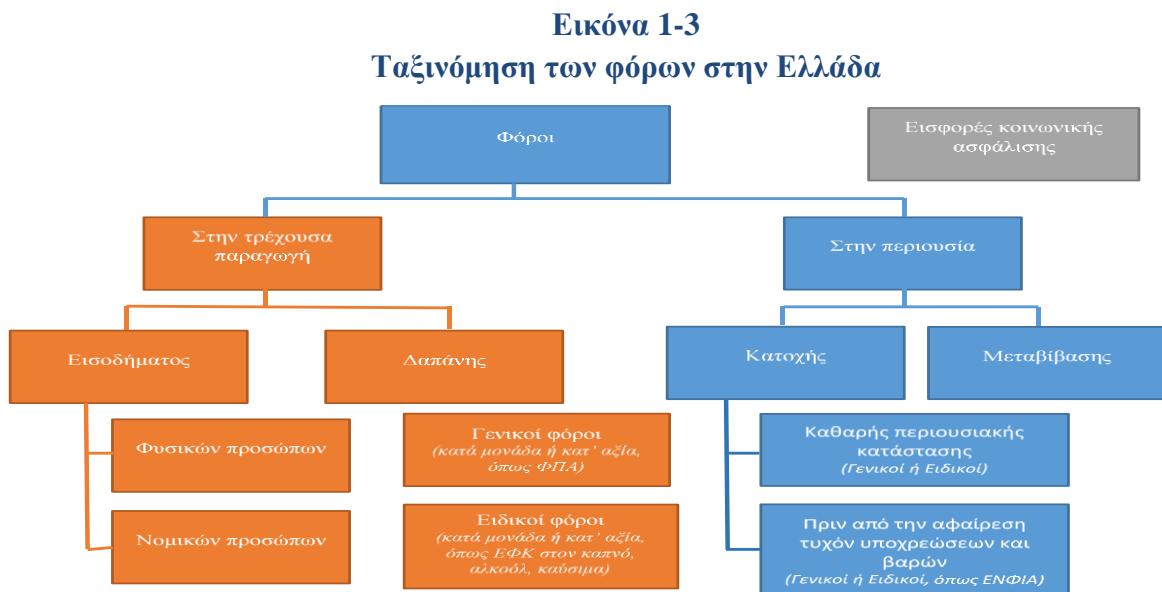 Εικόνα 1-3
Ταξινόμηση των φόρων στην Ελλάδα
Φόροι
Εισφορές κοινωνικής
ασφάλισης
Στην τρέχουσα
παραγωγή
Στην περιουσία
Εισοδήματος
Δαπάνης
Κατοχής
Μεταβίβασης
Φυσικών προσώπων
Γενικοί φόροι
(κατά μονάδα ή κατ’ αξία,
όπως ΦΠΑ)
Καθαρής περιουσιακής
κατάστασης
(Γενικοί ή Ειδικοί)
Νομικών προσώπων
Ειδικοί φόροι
(κατά μονάδα ή κατ’ αξία,
όπως ΕΦΚ στον καπνό,
αλκοόλ, καύσιμα)
Πριν από την αφαίρεση
τυχόν υποχρεώσεων και
βαρών
(Γενικοί ή Ειδικοί, όπως ΕΝΦΙΑ)